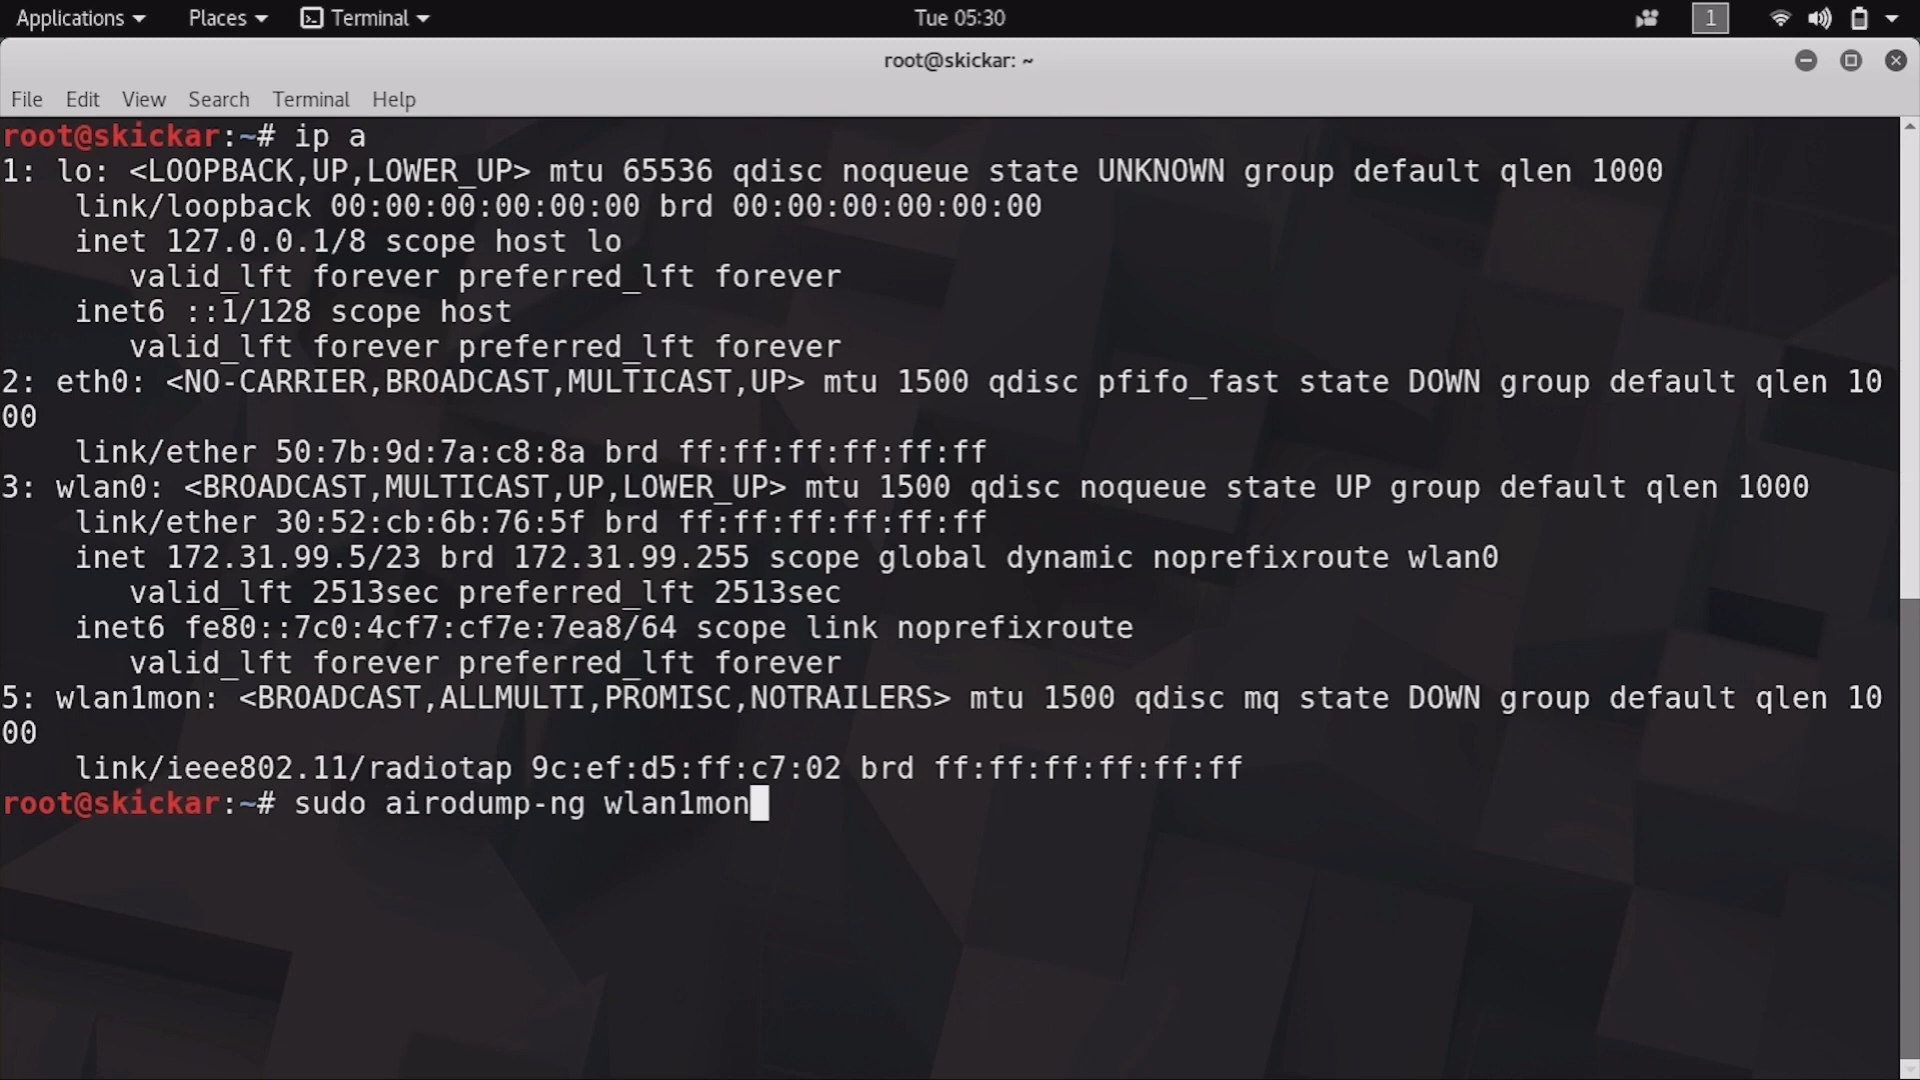 Applications Places Terminal Tue 05:30 1
root@skickar: ~
File Edit View Search Terminal Help
root@skickar:~# ip a
1: lo: <LOOPBACK,UP,LOWER_UP> mtu 65536 qdisc noqueue state UNKNOWN group default qlen 1000
link/loopback 00:00:00:00:00:00 brd 00:00:00:00:00:00
inet 127.0.0.1/8 scope host lo
valid_lft forever preferred_lft forever
inet6 ::1/128 scope host
valid_lft forever preferred_lft forever
2: eth0: <NO-CARRIER,BROADCAST,MULTICAST,UP> mtu 1500 qdisc pfifo_fast state DOWN group default qlen 10
00
link/ether 50:7b:9d:7a:c8:8a brd ff:ff:ff:ff:ff:ff
3: wlan0: <BROADCAST,MULTICAST,UP,LOWER_UP> mtu 1500 qdisc noqueue state UP group default qlen 1000
link/ether 30:52:cb:6b:76:5f brd ff:ff:ff:ff:ff:ff
inet 172.31.99.5/23 brd 172.31.99.255 scope global dynamic noprefixroute wlan0
valid_lft 2513sec preferred_lft 2513sec
inet6 fe80::7c0:4cf7:cf7e:7ea8/64 scope link noprefixroute
valid_lft forever preferred_lft forever
5: wlan1mon: <BROADCAST,ALLMULTI,PROMISC,NOTRAILERS> mtu 1500 qdisc mq state DOWN group default qlen 10
00
link/ieee802.11/radiotap 9c:ef:d5:ff:c7:02 brd ff:ff:ff:ff:ff:ff
root@skickar:~# sudo airodump-ng wlan1mon